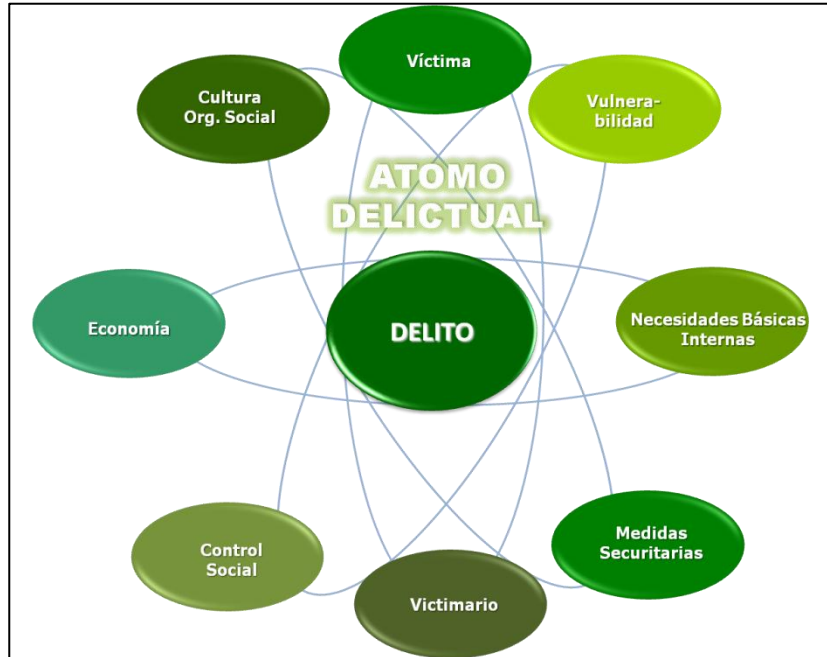 Víctima
Cultura
Org. Social
Vulnera-
bilidad
ATOMO
DELICTUAL
Economía
DELITO
Necesidades Básicas
Internas
Control
Social
Medidas
Securitarias
Victimario